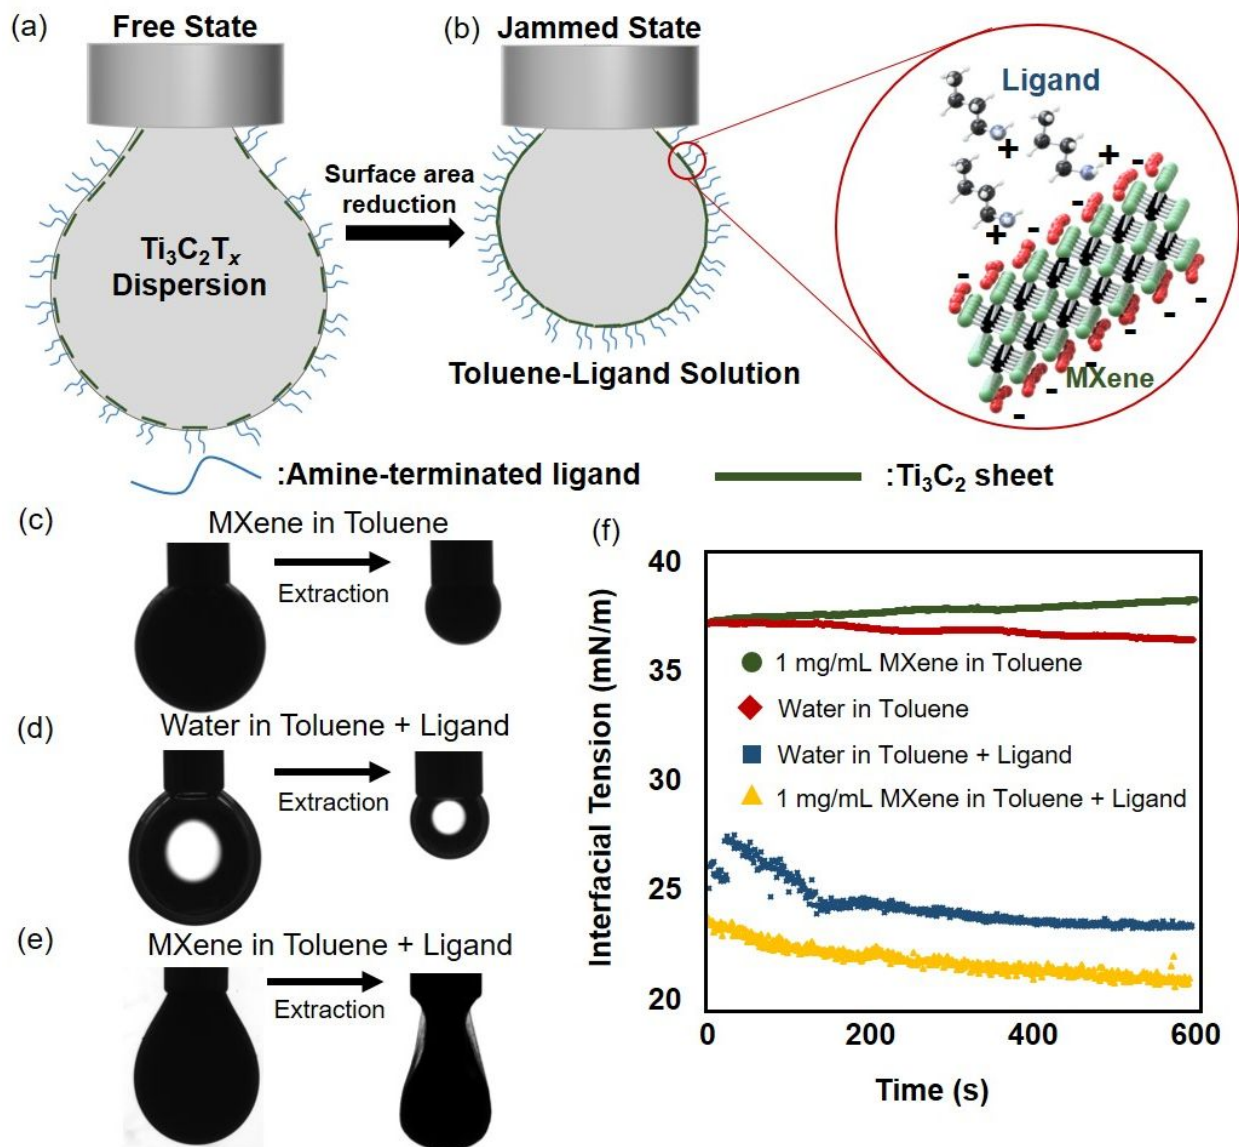 (a)
Free State
(b)
Jammed State
Ligand
+
+
+
-
-
-
-
-
-
-
-
-
-
-
-
MXene
Surface area
reduction
Ti₃C₂Tₓ
Dispersion
Toluene-Ligand Solution
:Amine-terminated ligand
:Ti₃C₂ sheet
(c)
MXene in Toluene
Extraction
(d)
Water in Toluene + Ligand
Extraction
(e)
MXene in Toluene + Ligand
Extraction
(f)
Interfacial Tension (mN/m)
40
35
30
25
20
1 mg/mL MXene in Toluene
Water in Toluene
Water in Toluene + Ligand
1 mg/mL MXene in Toluene + Ligand
0
200
400
600
Time (s)